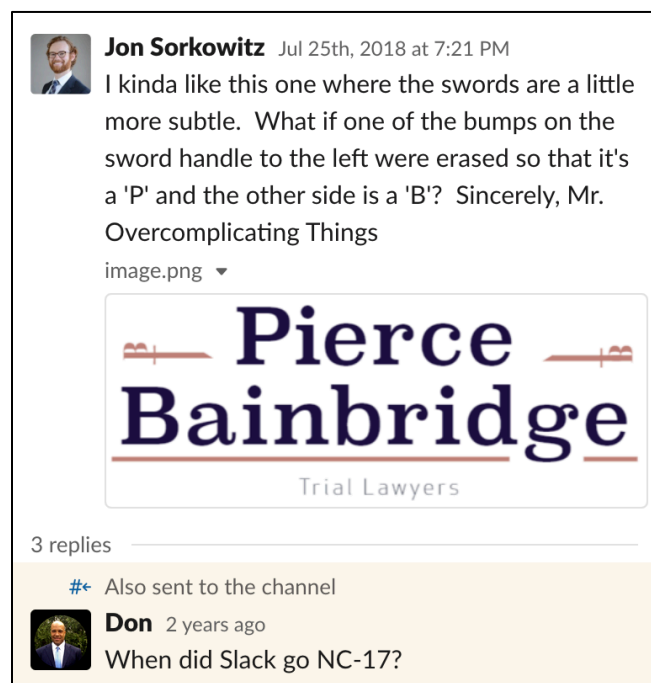 Jon Sorkowitz Jul 25th, 2018 at 7:21 PM
I kinda like this one where the swords are a little
more subtle.  What if one of the bumps on the
sword handle to the left were erased so that it's
a 'P' and the other side is a 'B'?  Sincerely, Mr.
Overcomplicating Things
image.png
Pierce
Bainbridge
Trial Lawyers
3 replies
Also sent to the channel
Don 2 years ago
When did Slack go NC-17?